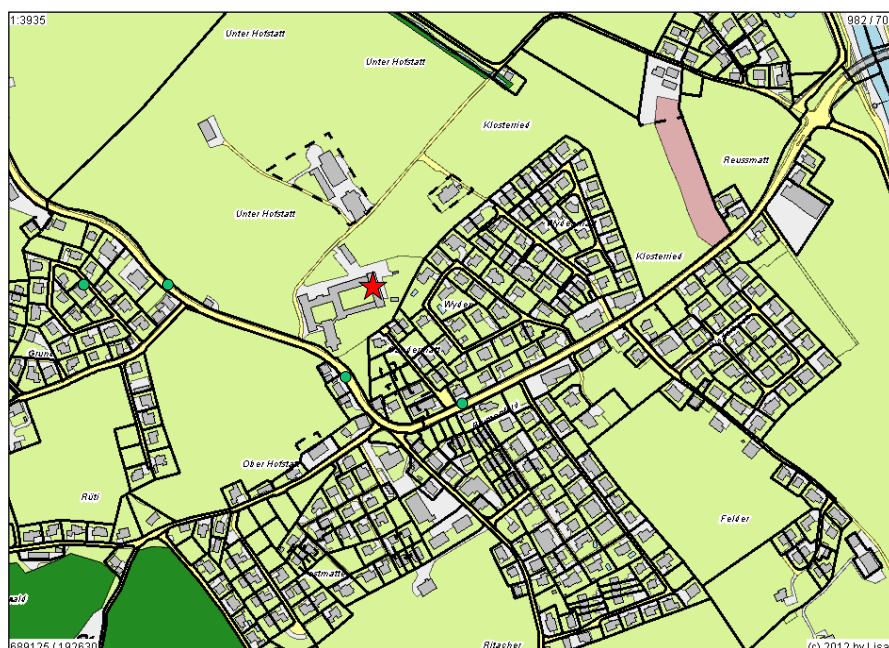 1:3935
982 / 70
Unter Hofstatt
Unter Hofstatt
Klosterried
Reussmatt
Unter Hofstatt
Klosterried
Wyder
Ober Hofstatt
Rüti
Felder
Ritacher
689125 / 192630
(c) 2012 by Lisa